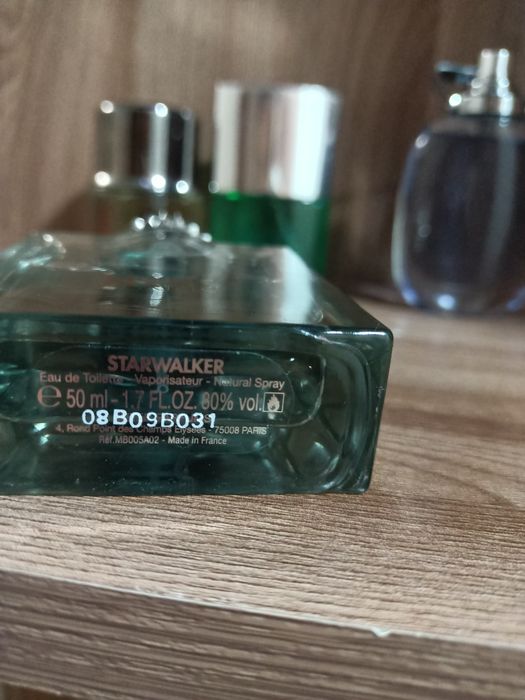 STARWALKER
Eau de Toilette - Vaporisateur - Natural Spray
℮ 50 ml - 1.7 FL.OZ. 80% vol.
08B09B031
4, Rond Point des Champs Elysées - 75008 PARIS
Réf.MB005A02 - Made in France